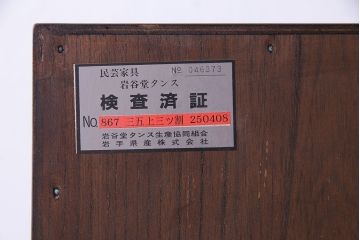 民芸家具 No. 046373
岩谷堂タンス
検査済証
No. 867 三五上三ツ割 250408
岩谷堂タンス生産協同組合
岩手県産株式会社